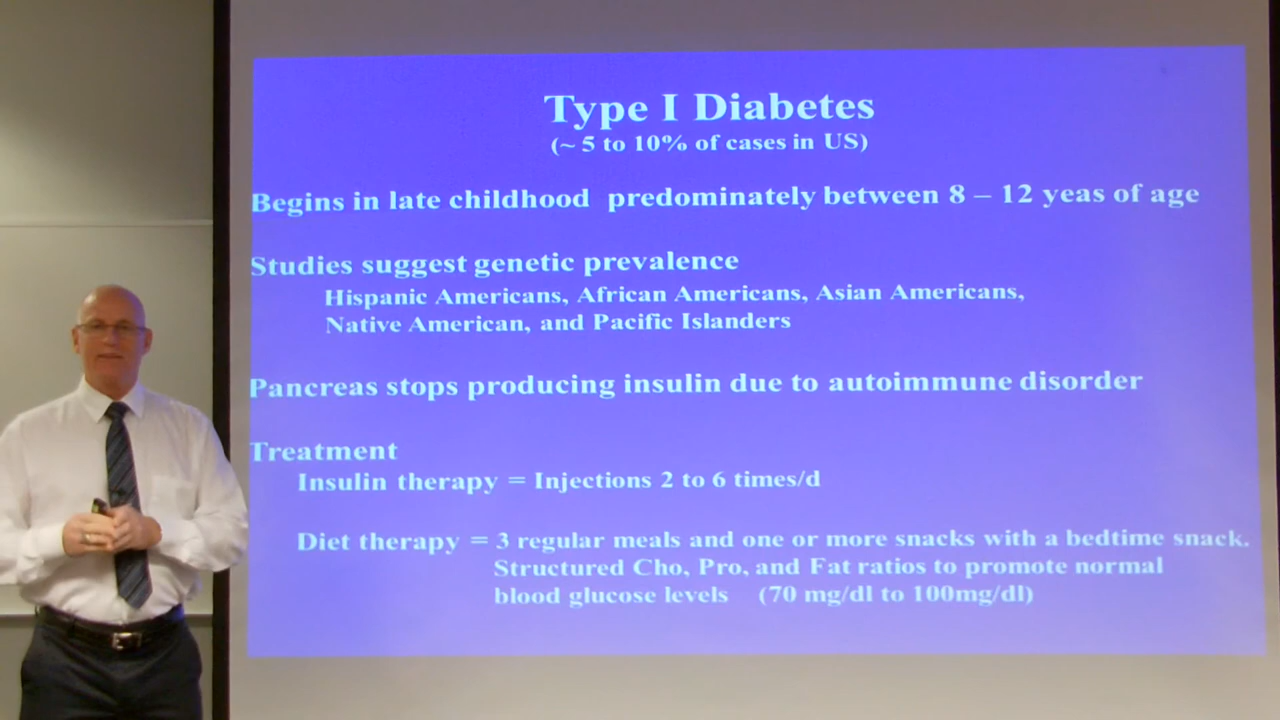 Type I Diabetes
(~ 5 to 10% of cases in US)
Begins in late childhood predominately between 8 – 12 yeas of age
Studies suggest genetic prevalence
Hispanic Americans, African Americans, Asian Americans,
Native American, and Pacific Islanders
Pancreas stops producing insulin due to autoimmune disorder
Treatment
Insulin therapy = Injections 2 to 6 times/d
Diet therapy = 3 regular meals and one or more snacks with a bedtime snack.
Structured Cho, Pro, and Fat ratios to promote normal
blood glucose levels (70 mg/dl to 100mg/dl)